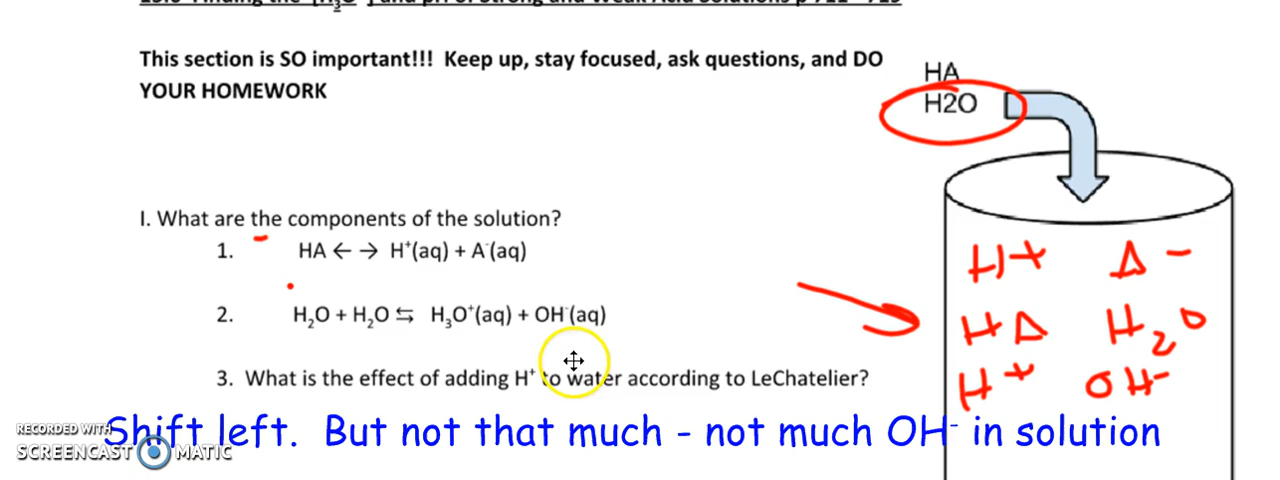 This section is SO important!!! Keep up, stay focused, ask questions, and DO
YOUR HOMEWORK
HA
H2O
I. What are the components of the solution?
1. HA ← → H⁺(aq) + A⁻(aq)
2. H₂O + H₂O ⇆ H₃O⁺(aq) + OH⁻(aq)
3. What is the effect of adding H⁺ to water according to LeChatelier?
Shift left. But not that much - not much OH⁻ in solution
H+ A-
HA H2O
H+ OH-
RECORDED WITH
SCREENCAST MATIC